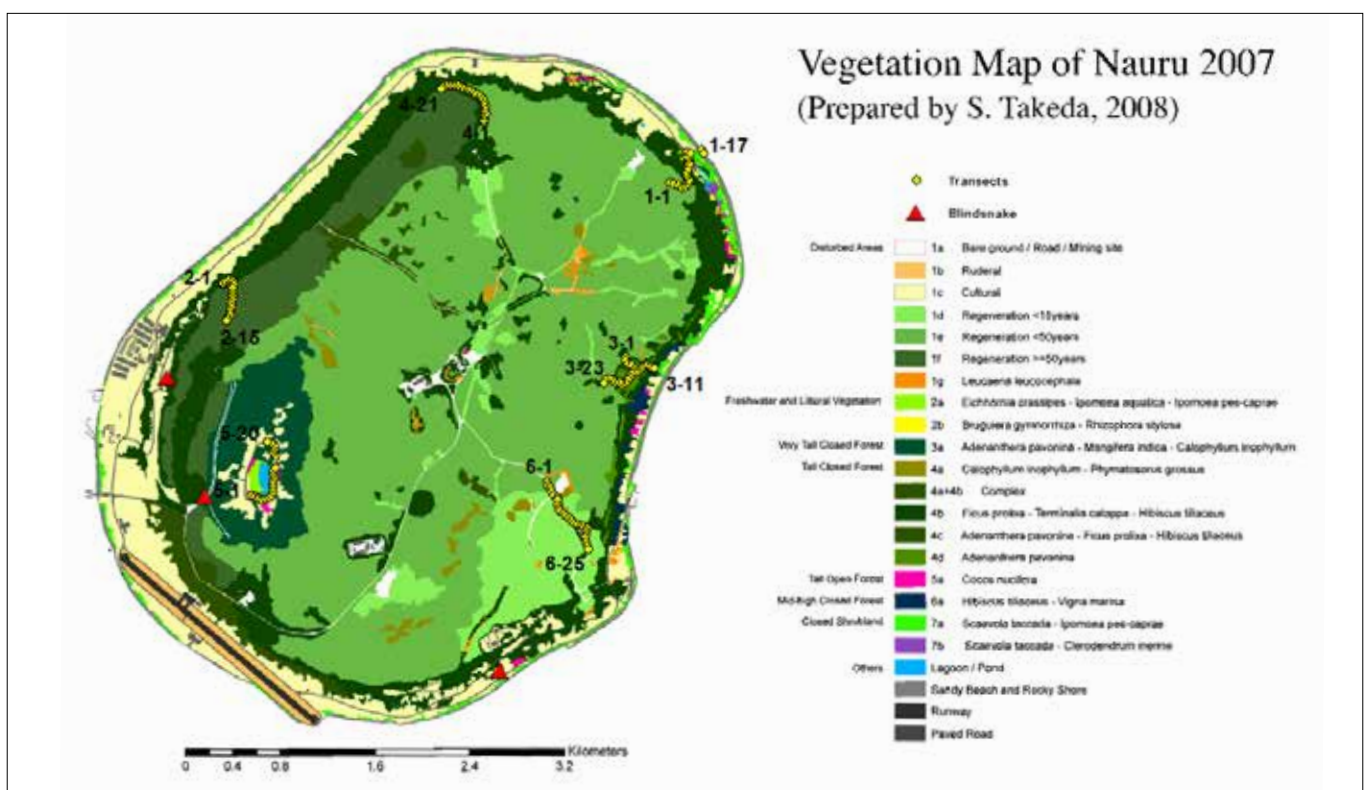 Vegetation Map of Nauru 2007
(Prepared by S. Takeda, 2008)
4-21
4-1
1-17
1-1
2-1
2-15
3-1
3-23
3-11
5-20
5-1
6-1
6-25
Transects
Blindsnake
Disturbed Areas 1a Bare ground / Road / Mining site
1b Ruderal
1c Cultural
1d Regeneration <15years
1e Regeneration <50years
1f Regeneration >=50years
1g Leucaena leucocephala
Freshwater and Littural Vegetation 2a Eichhornia crassipes - Ipomoea aquatica - Ipomoea pes-caprae
2b Bruguiera gymnorrhiza - Rhizophora stylosa
Very Tall Closed Forest 3a Adenanthera pavonina - Mangifera indica - Calophyllum inophyllum
Tall Closed Forest 4a Calophyllum inophyllum - Phymatosorus grossus
4a+4b Complex
4b Ficus prolixa - Terminalia catappa - Hibiscus tiliaceus
4c Adenanthera pavonina - Ficus prolixa - Hibiscus tiliaceus
4d Adenanthera pavonina
Tall Open Forest 5a Cocos nucifera
Mid-high Closed Forest 6a Hibiscus tiliaceus - Vigna marina
Closed Shrubland 7a Scaevola taccada - Ipomoea pes-caprae
7b Scaevola taccada - Clerodendrum inerme
Others Lagoon / Pond
Sandy Beach and Rocky Shore
Runway
Paved Road
Kilometers
0 0.4 0.8 1.6 2.4 3.2